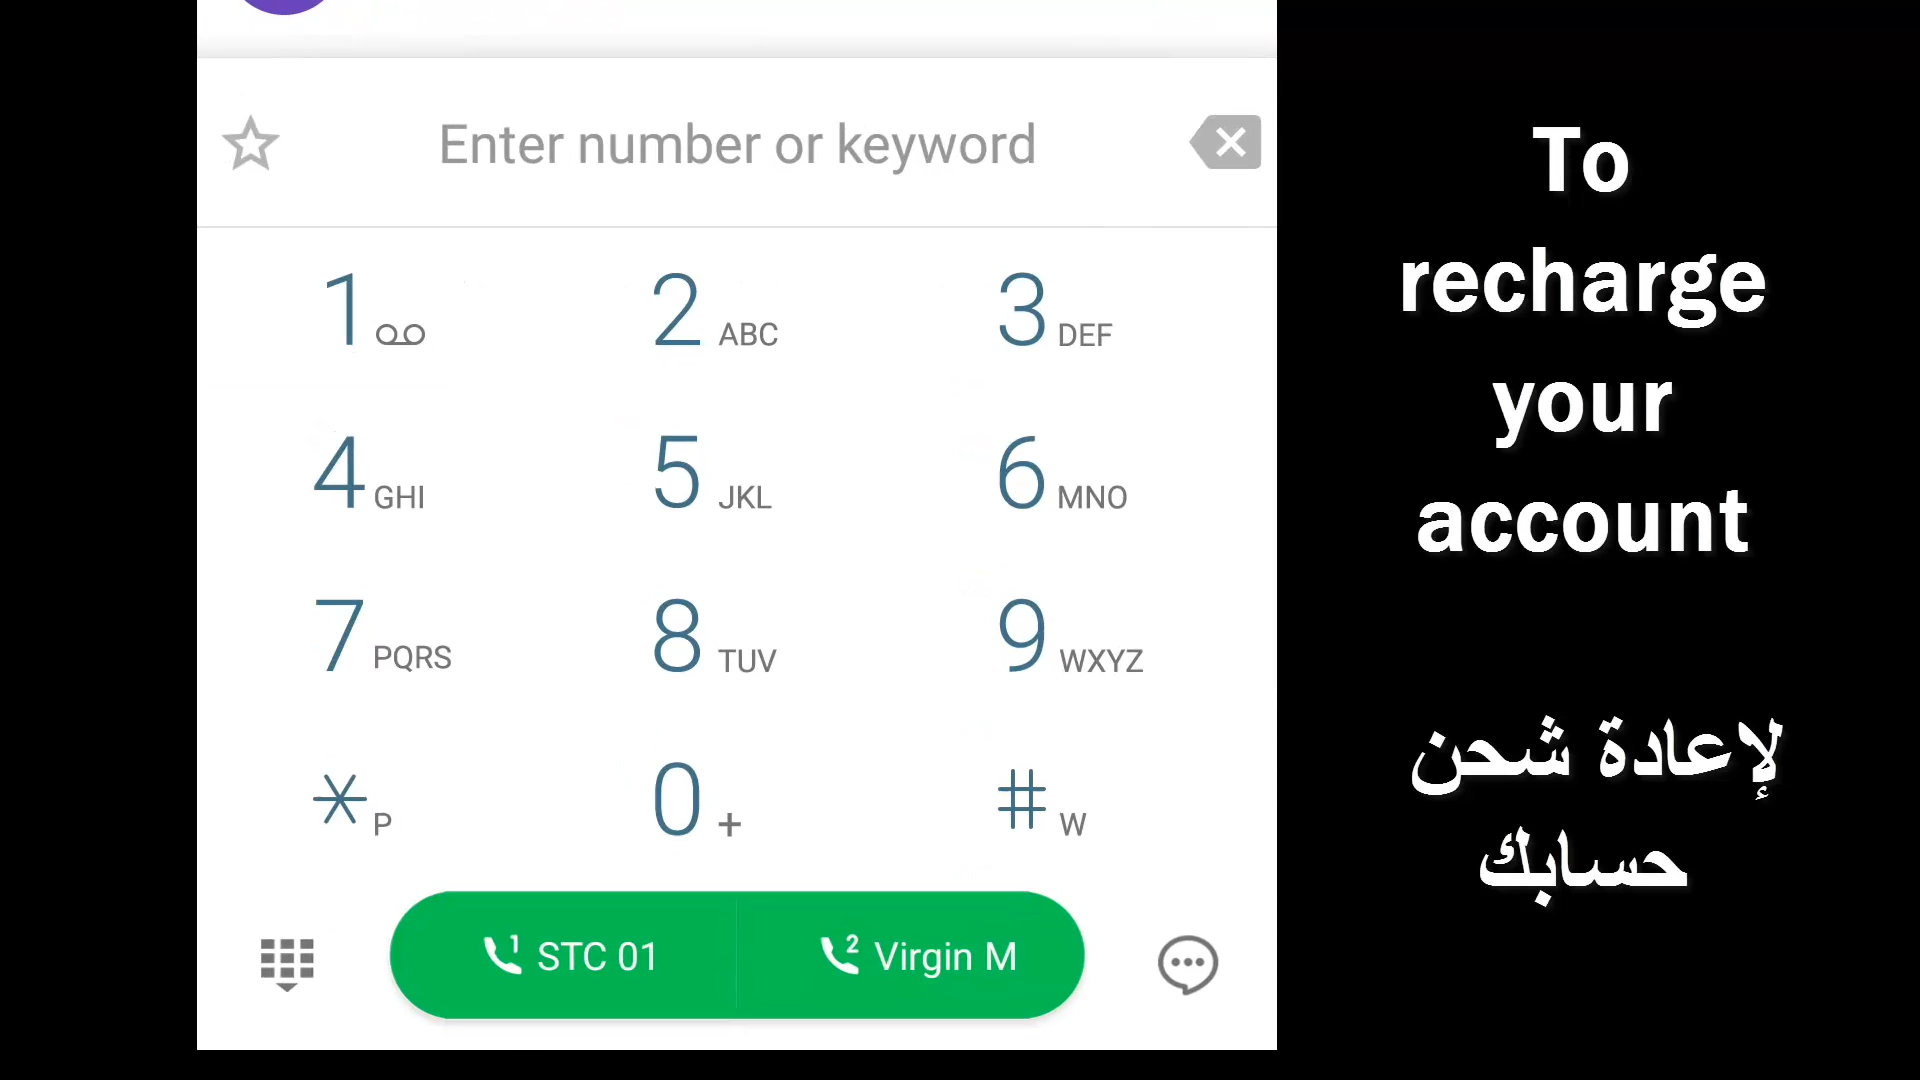 Enter number or keyword
1
2 ABC
3 DEF
4 GHI
5 JKL
6 MNO
7 PQRS
8 TUV
9 WXYZ
* P
0 +
# W
1 STC 01
2 Virgin M
To
recharge
your
account
لإعادة شحن
حسابك